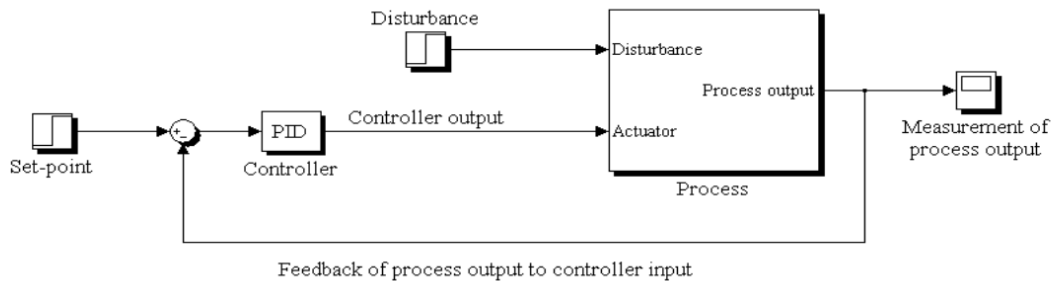 Disturbance
Disturbance
Process output
Measurement of
process output
Set-point
+
−
PID
Controller
Controller output
Actuator
Process
Feedback of process output to controller input